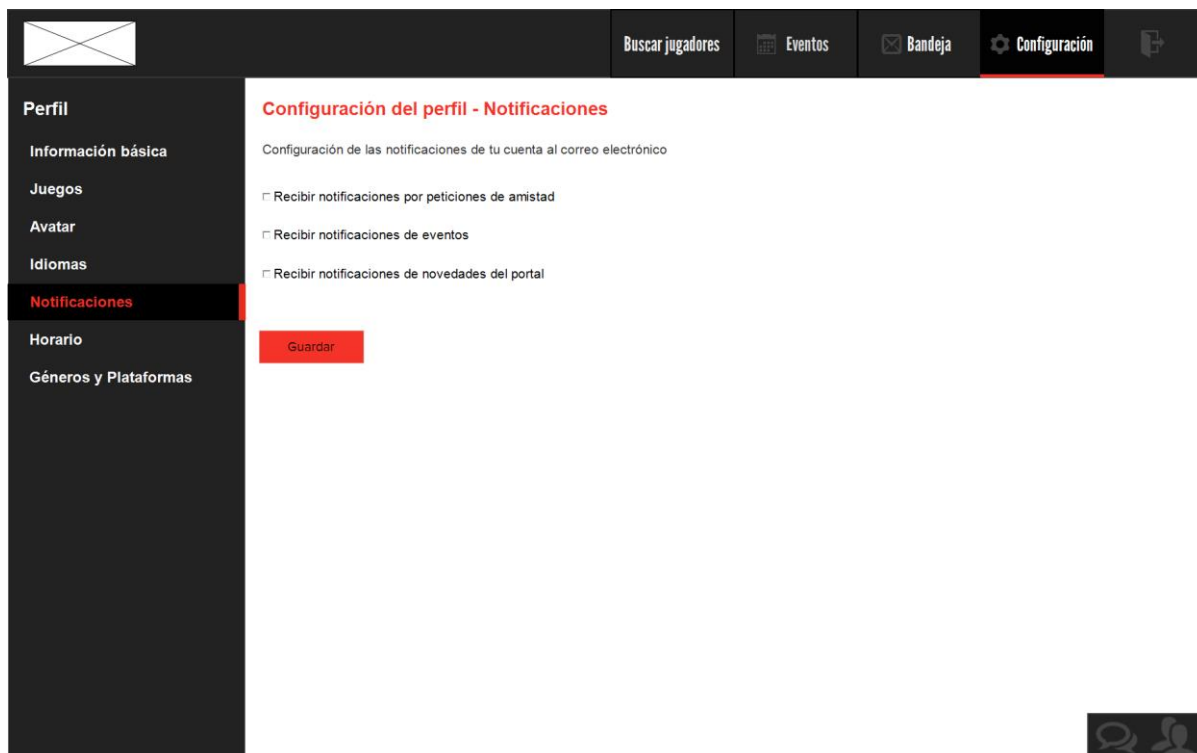 Buscar jugadores
Eventos
Bandeja
Configuración
Perfil
Información básica
Juegos
Avatar
Idiomas
Notificaciones
Horario
Géneros y Plataformas
Configuración del perfil - Notificaciones
Configuración de las notificaciones de tu cuenta al correo electrónico
Recibir notificaciones por peticiones de amistad
Recibir notificaciones de eventos
Recibir notificaciones de novedades del portal
Guardar